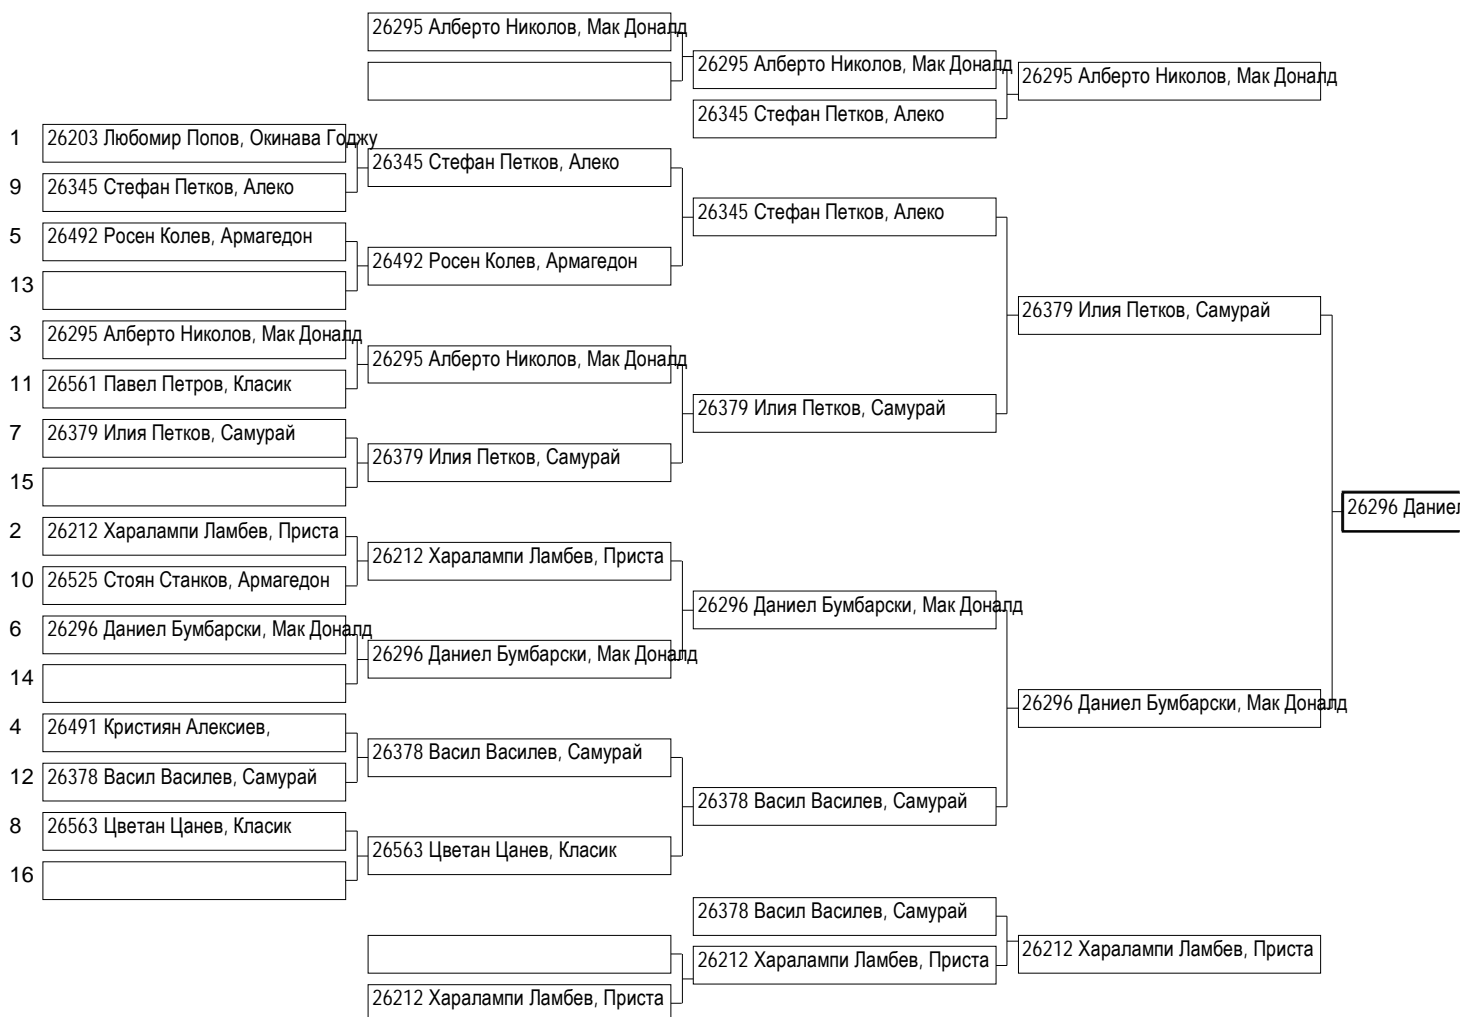 26295 Алберто Николов, Мак Доналд
26295 Алберто Николов, Мак Доналд
26295 Алберто Николов, Мак Доналд
26345 Стефан Петков, Алеко
1 26203 Любомир Попов, Окинава Годжу
26345 Стефан Петков, Алеко
9 26345 Стефан Петков, Алеко
26345 Стефан Петков, Алеко
5 26492 Росен Колев, Армагедон
26492 Росен Колев, Армагедон
13
26379 Илия Петков, Самурай
3 26295 Алберто Николов, Мак Доналд
26295 Алберто Николов, Мак Доналд
11 26561 Павел Петров, Класик
26379 Илия Петков, Самурай
7 26379 Илия Петков, Самурай
26379 Илия Петков, Самурай
15
26296 Даниел
2 26212 Харалампи Ламбев, Приста
26212 Харалампи Ламбев, Приста
10 26525 Стоян Станков, Армагедон
26296 Даниел Бумбарски, Мак Доналд
6 26296 Даниел Бумбарски, Мак Доналд
26296 Даниел Бумбарски, Мак Доналд
14
26296 Даниел Бумбарски, Мак Доналд
4 26491 Кристиян Алексиев,
26378 Васил Василев, Самурай
12 26378 Васил Василев, Самурай
26378 Васил Василев, Самурай
8 26563 Цветан Цанев, Класик
26563 Цветан Цанев, Класик
16
26378 Васил Василев, Самурай
26212 Харалампи Ламбев, Приста
26212 Харалампи Ламбев, Приста
26212 Харалампи Ламбев, Приста